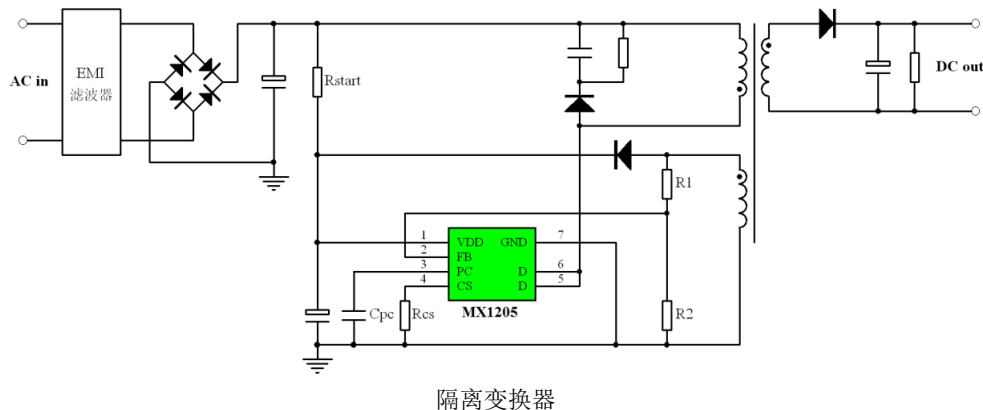 AC in
EMI
滤波器
Rstart
DC out
R1
1
VDD
GND
7
2
FB
3
PC
D
6
4
CS
D
5
MX1205
Cpc
Rcs
R2
隔离变换器